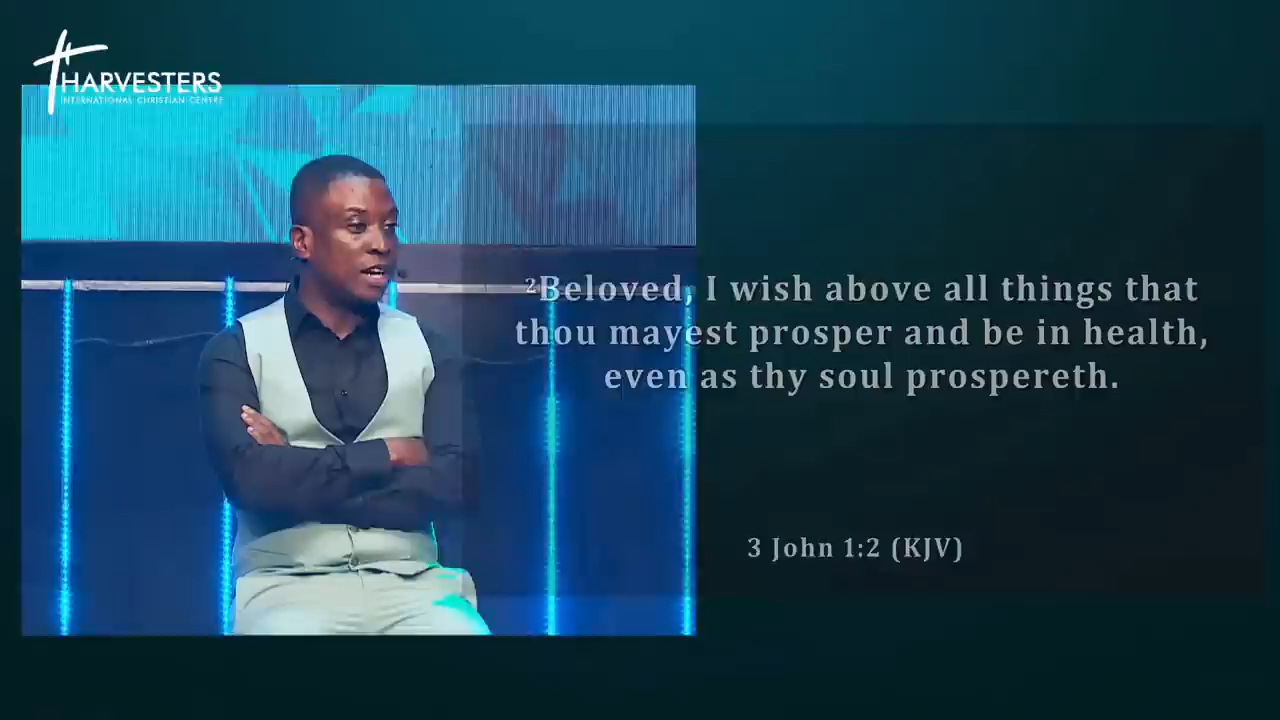 HARVESTERS
INTERNATIONAL CHRISTIAN CENTRE
²Beloved, I wish above all things that
thou mayest prosper and be in health,
even as thy soul prospereth.
3 John 1:2 (KJV)